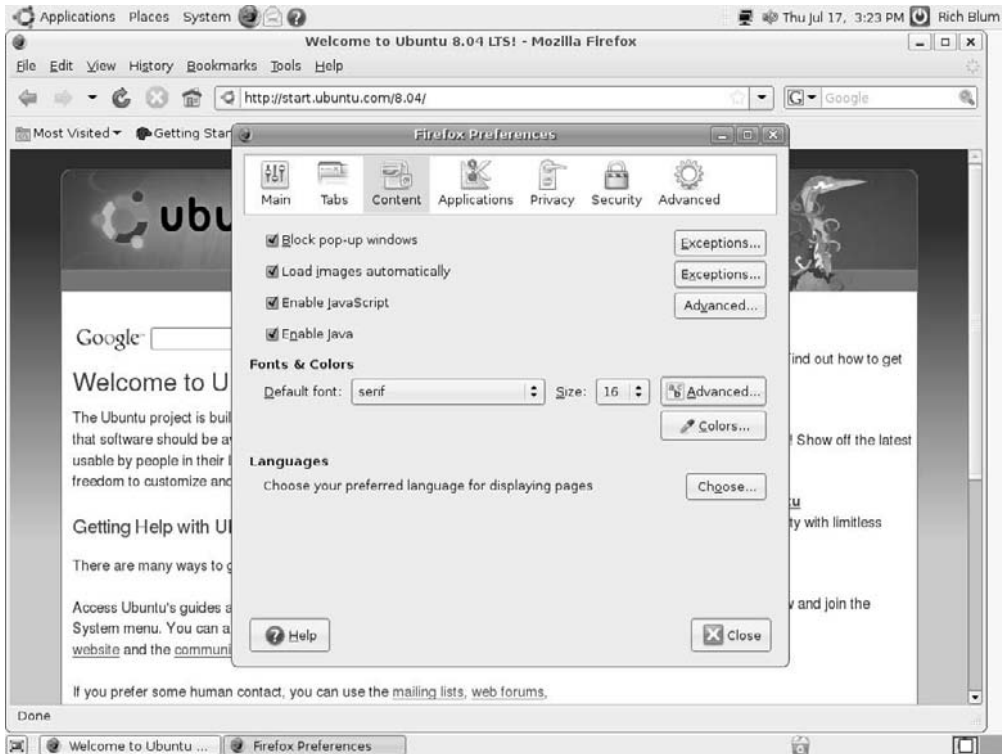 Applications Places System Thu Jul 17, 3:23 PM Rich Blum
Welcome to Ubuntu 8.04 LTS! - Mozilla Firefox
File Edit View History Bookmarks Tools Help
http://start.ubuntu.com/8.04/ Google
Most Visited Getting Star
Firefox Preferences
Main Tabs Content Applications Privacy Security Advanced
ubu
Block pop-up windows Exceptions...
Load images automatically Exceptions...
Enable JavaScript Advanced...
Enable Java
Fonts & Colors
Default font: serif Size: 16 Advanced...
Colors...
Languages
Choose your preferred language for displaying pages Choose...
Help Close
Google
Welcome to U
The Ubuntu project is buil
that software should be a
usable by people in their l
freedom to customize and
Getting Help with U
There are many ways to g
Access Ubuntu's guides a
System menu. You can a
website and the communi
If you prefer some human contact, you can use the mailing lists, web forums,
find out how to get
! Show off the latest
u
ty with limitless
and join the
Done
Welcome to Ubuntu ... Firefox Preferences